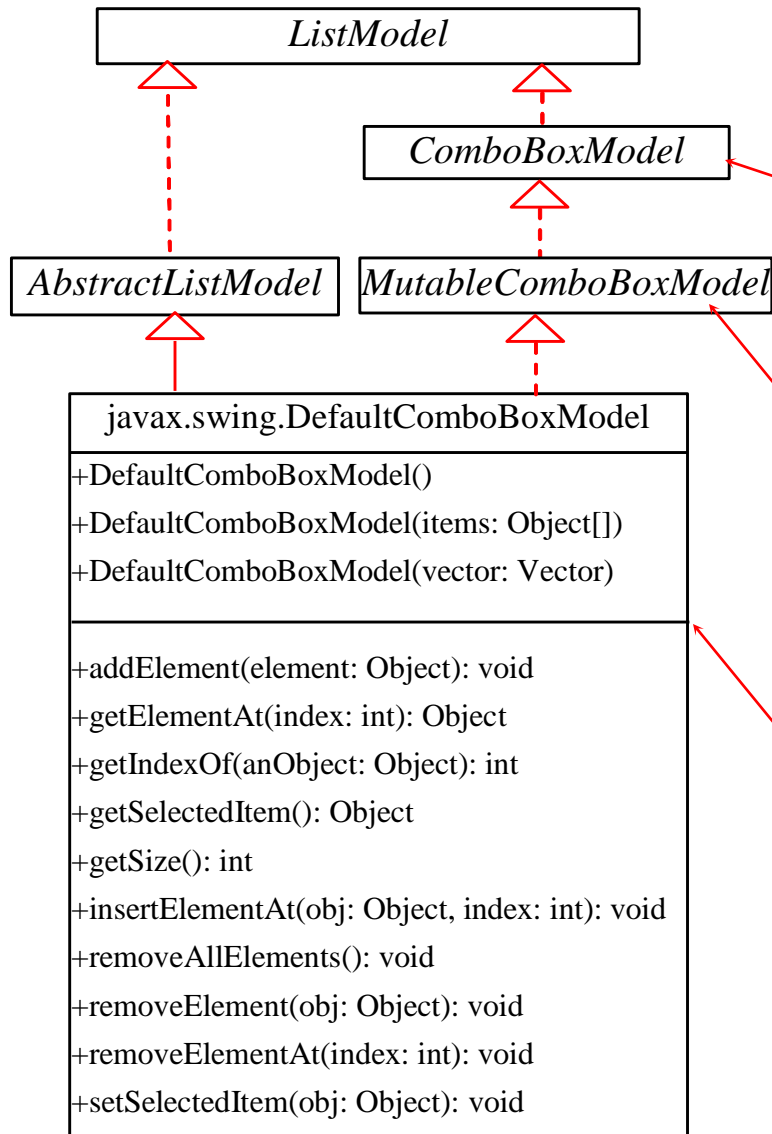 ListModel
ComboBoxModel
AbstractListModel
MutableComboBoxModel
javax.swing.DefaultComboBoxModel
+DefaultComboBoxModel()
+DefaultComboBoxModel(items: Object[])
+DefaultComboBoxModel(vector: Vector)
+addElement(element: Object): void
+getElementAt(index: int): Object
+getIndexOf(anObject: Object): int
+getSelectedItem(): Object
+getSize(): int
+insertElementAt(obj: Object, index: int): void
+removeAllElements(): void
+removeElement(obj: Object): void
+removeElementAt(index: int): void
+setSelectedItem(obj: Object): void